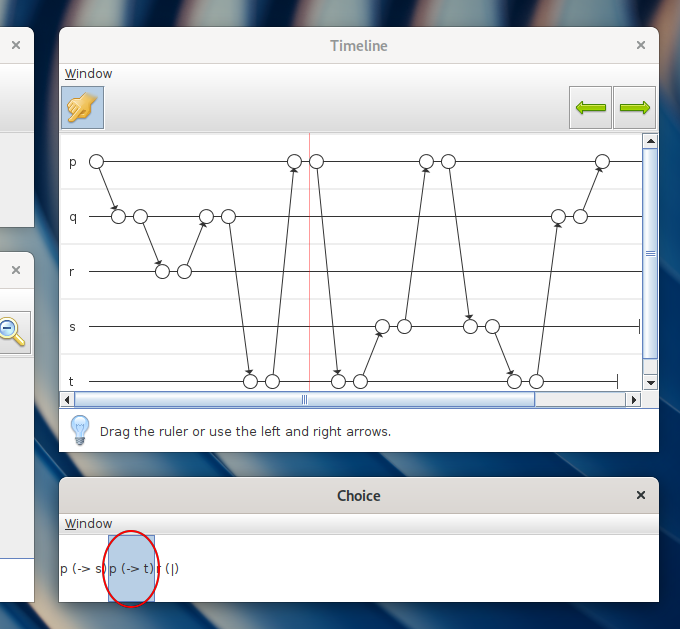 Timeline
Window
p
q
r
s
t
Drag the ruler or use the left and right arrows.
Choice
Window
p (-> s) p (-> t) r (|)